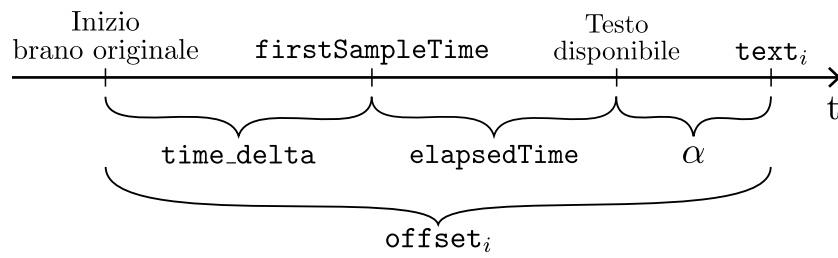 Inizio
brano originale
firstSampleTime
Testo
disponibile
text_i
t
time_delta
elapsedTime
α
offset_i